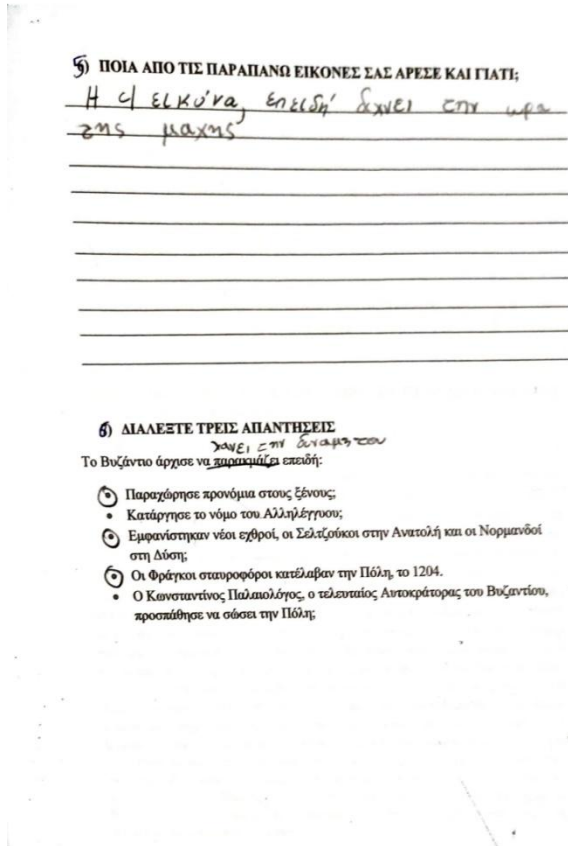 5) ΠΟΙΑ ΑΠΟ ΤΙΣ ΠΑΡΑΠΑΝΩ ΕΙΚΟΝΕΣ ΣΑΣ ΑΡΕΣΕ ΚΑΙ ΓΙΑΤΙ;
Η εικόνα, επειδή δχνει την ωρα
της μαχης
6) ΔΙΑΛΕΞΤΕ ΤΡΕΙΣ ΑΠΑΝΤΗΣΕΙΣ
χανει την δυναμη του
Το Βυζάντιο άρχισε να παρακμάζει επειδή:
Παραχώρησε προνόμια στους ξένους;
• Κατάργησε το νόμο του Αλληλέγγυου;
Εμφανίστηκαν νέοι εχθροί, οι Σελτζούκοι στην Ανατολή και οι Νορμανδοί
στη Δύση;
Οι Φράγκοι σταυροφόροι κατέλαβαν την Πόλη, το 1204.
• Ο Κωνσταντίνος Παλαιολόγος, ο τελευταίος Αυτοκράτορας του Βυζαντίου,
προσπάθησε να σώσει την Πόλη;